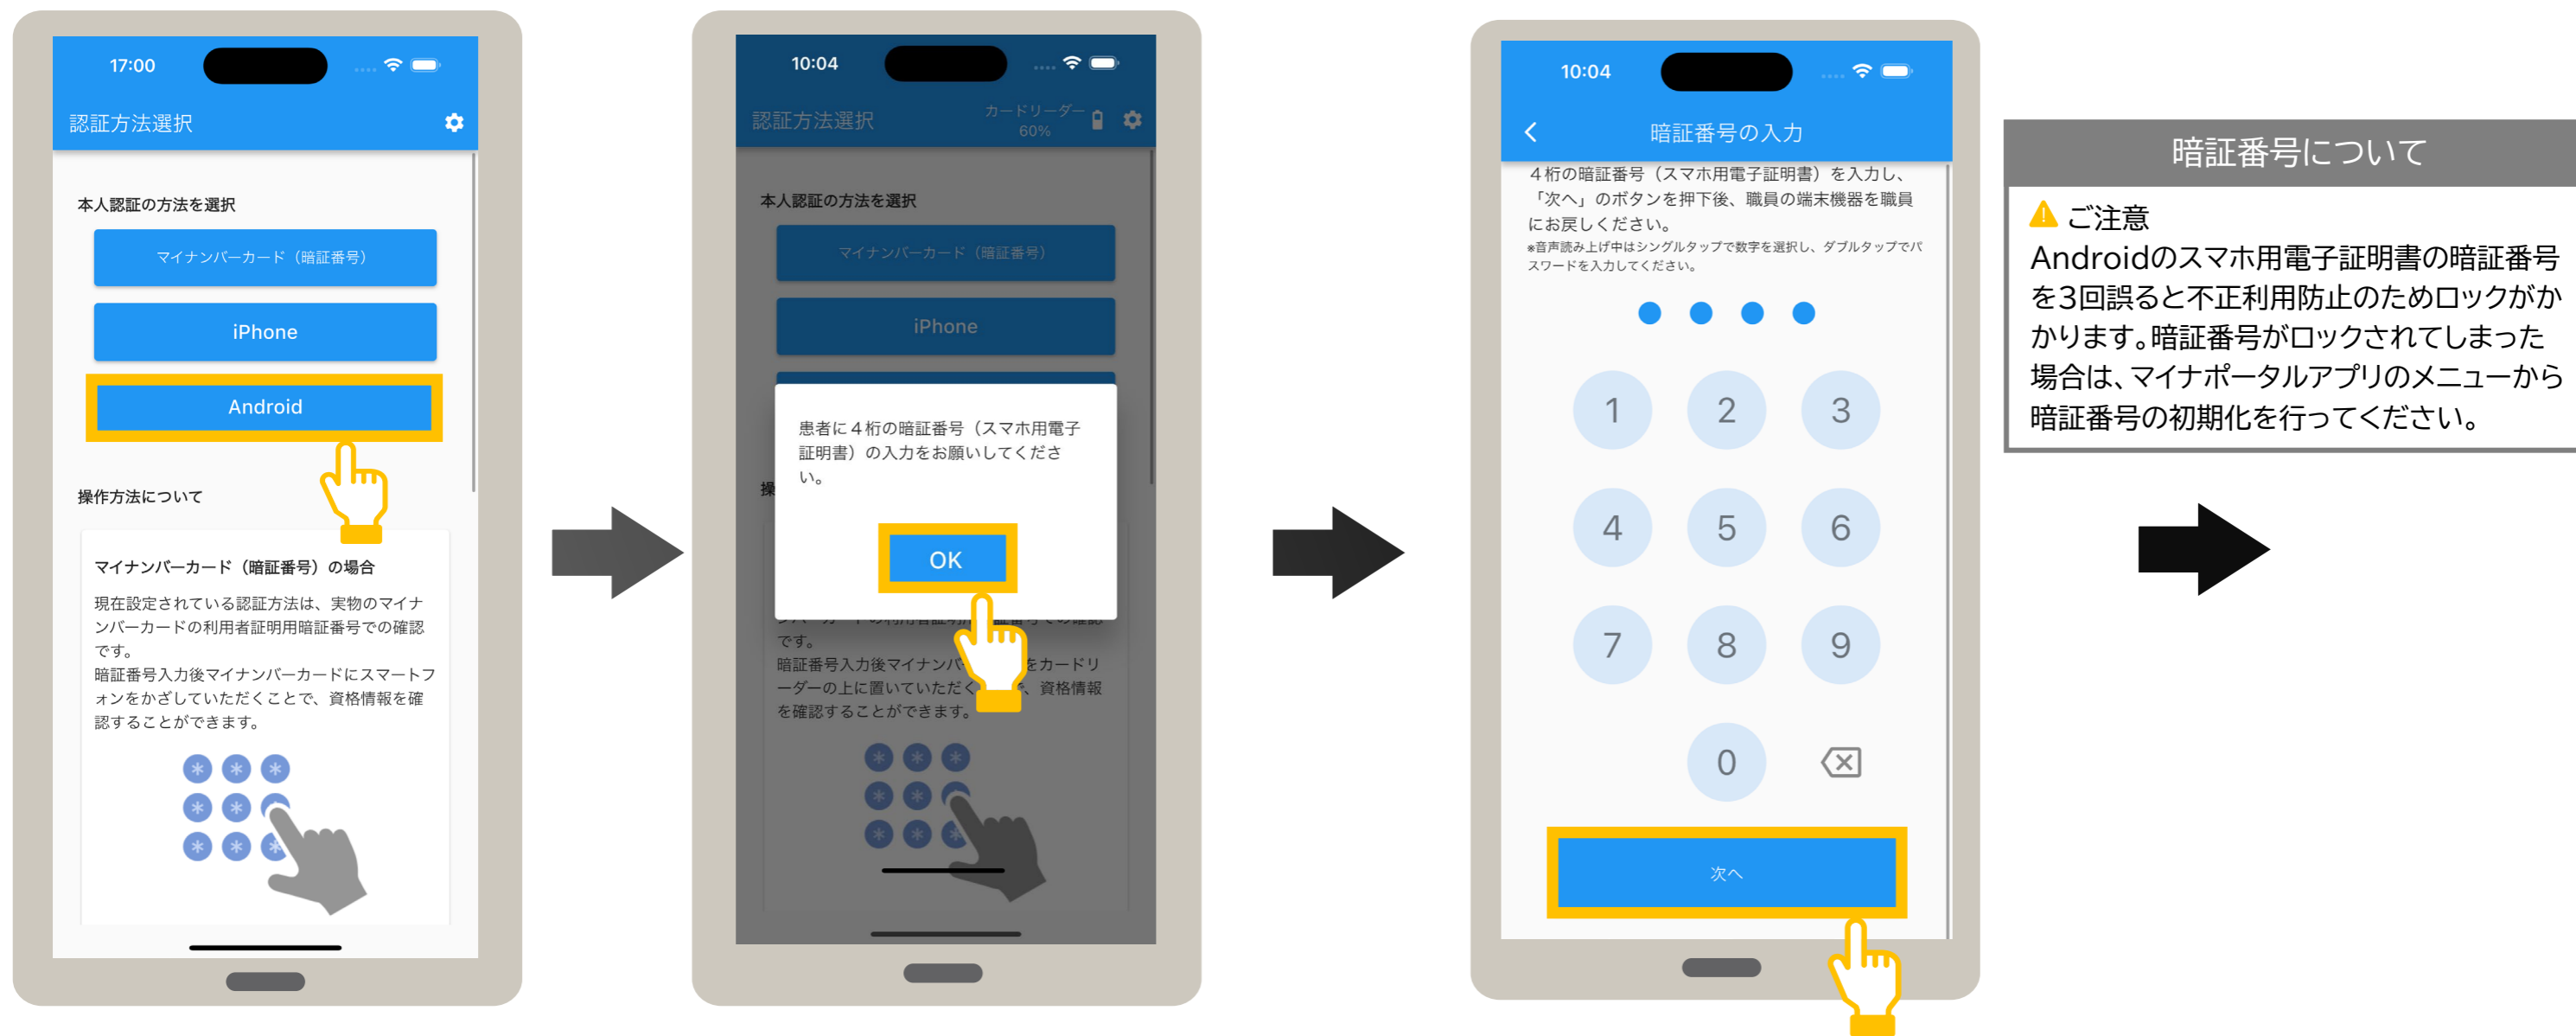 17:00
認証方法選択
本人認証の方法を選択
マイナンバーカード（暗証番号）
iPhone
Android
操作方法について
マイナンバーカード（暗証番号）の場合
現在設定されている認証方法は、実物のマイナ
ンバーカードの利用者証明用暗証番号での確認
です。
暗証番号入力後マイナンバーカードにスマートフ
ォンをかざしていただくことで、資格情報を確
認することができます。
10:04
認証方法選択
カードリーダー
60%
本人認証の方法を選択
マイナンバーカード（暗証番号）
iPhone
患者に４桁の暗証番号（スマホ用電子
証明書）の入力をお願いしてくださ
い。
OK
操
です。
暗証番号入力後マイナンバ をカードリ
ーダーの上に置いていただく 、資格情報
を確認することができます。
10:04
暗証番号の入力
４桁の暗証番号（スマホ用電子証明書）を入力し、
「次へ」のボタンを押下後、職員の端末機器を職員
にお戻しください。
※音声読み上げ中はシングルタップで数字を選択し、ダブルタップでパ
スワードを入力してください。
1 2 3
4 5 6
7 8 9
0
次へ
暗証番号について
ご注意
Androidのスマホ用電子証明書の暗証番号
を3回誤ると不正利用防止のためロックがか
かります。暗証番号がロックされてしまった
場合は、マイナポータルアプリのメニューから
暗証番号の初期化を行ってください。